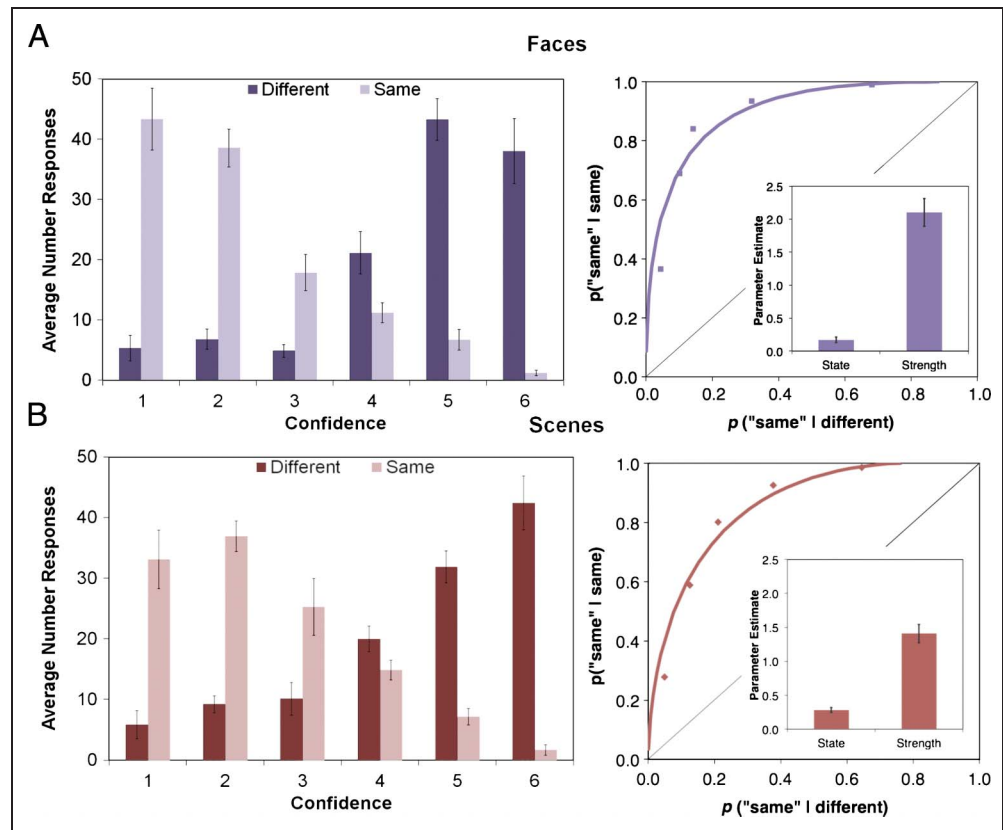 A
Faces
Different Same
50
40
30
20
10
0
Average Number Responses
1 2 3 4 5 6
Confidence
1.0
0.8
0.6
0.4
0.2
0.0
p("same" | same)
0.0 0.2 0.4 0.6 0.8 1.0
p ("same" | different)
2.5
2.0
1.5
1.0
0.5
0.0
Parameter Estimate
State Strength
B
Scenes
Different Same
50
40
30
20
10
0
Average Number Responses
1 2 3 4 5 6
Confidence
1.0
0.8
0.6
0.4
0.2
0.0
p("same" | same)
0.0 0.2 0.4 0.6 0.8 1.0
p ("same" | different)
2.5
2.0
1.5
1.0
0.5
0.0
Parameter Estimate
State Strength